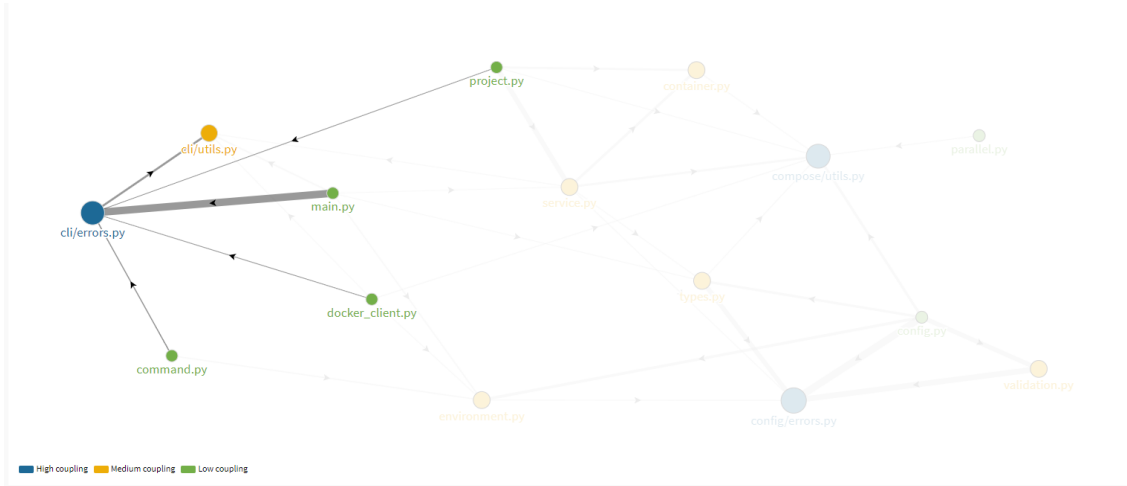 project.py
container.py
cli/utils.py
parallel.py
compose/utils.py
service.py
main.py
cli/errors.py
types.py
docker_client.py
config.py
command.py
validation.py
environment.py
config/errors.py
High coupling Medium coupling Low coupling